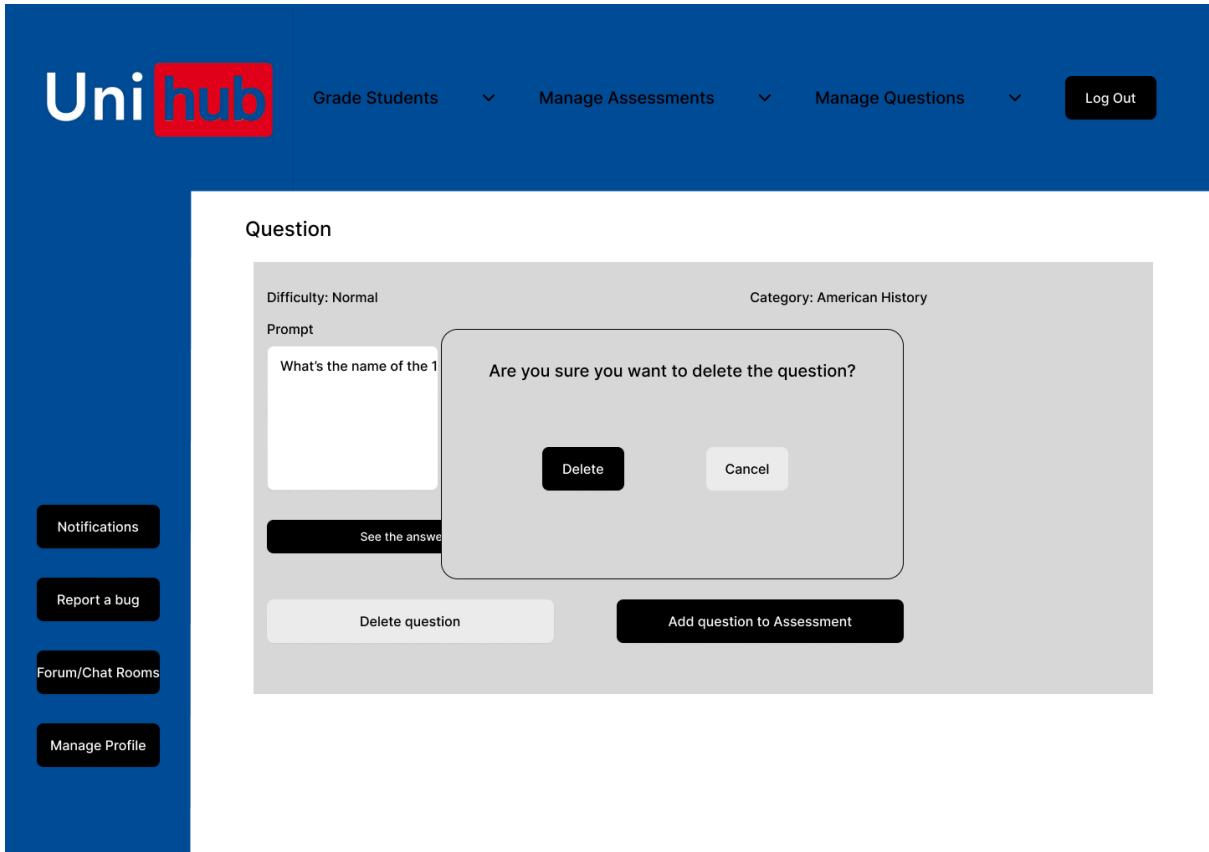 Uni hub
Grade Students
Manage Assessments
Manage Questions
Log Out
Question
Difficulty: Normal
Category: American History
Prompt
What's the name of the 1
Are you sure you want to delete the question?
Delete
Cancel
See the answe
Delete question
Add question to Assessment
Notifications
Report a bug
Forum/Chat Rooms
Manage Profile